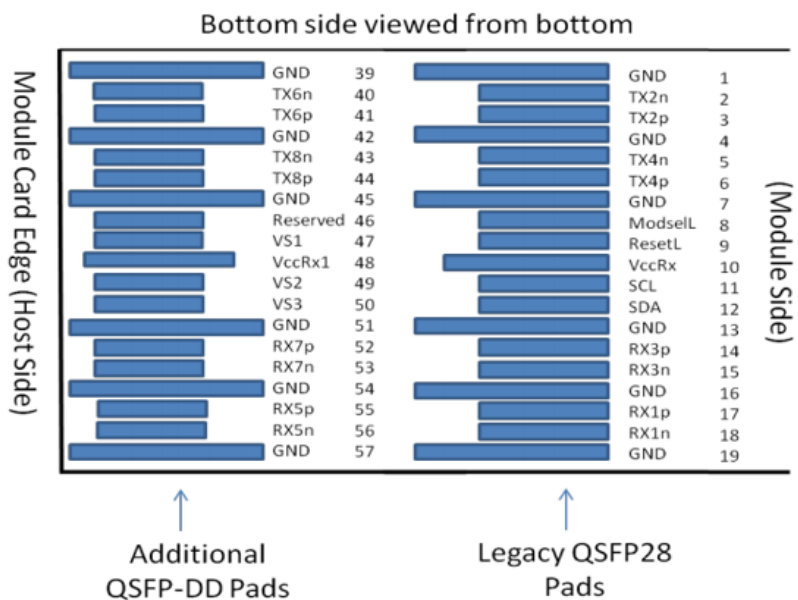 Bottom side viewed from bottom
Module Card Edge (Host Side)
GND 39 GND 1
TX6n 40 TX2n 2
TX6p 41 TX2p 3
GND 42 GND 4
TX8n 43 TX4n 5
TX8p 44 TX4p 6
GND 45 GND 7
Reserved 46 ModselL 8
VS1 47 ResetL 9
VccRx1 48 VccRx 10
VS2 49 SCL 11
VS3 50 SDA 12
GND 51 GND 13
RX7p 52 RX3p 14
RX7n 53 RX3n 15
GND 54 GND 16
RX5p 55 RX1p 17
RX5n 56 RX1n 18
GND 57 GND 19
(Module Side)
Additional
QSFP-DD Pads
Legacy QSFP28
Pads